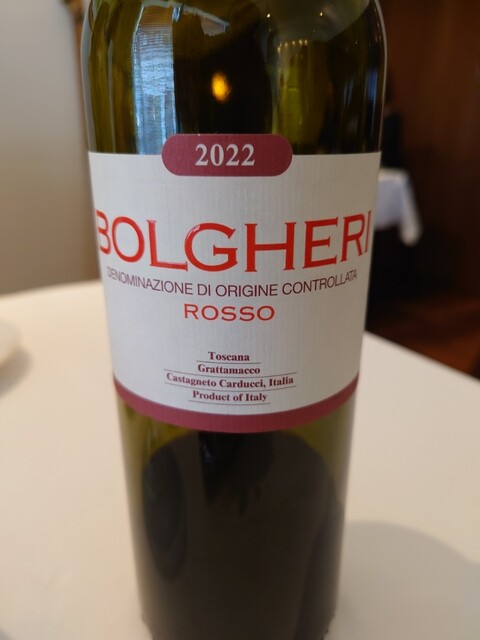 2022
BOLGHERI
DENOMINAZIONE DI ORIGINE CONTROLLATA
ROSSO
Toscana
Grattamacco
Castagneto Carducci, Italia
Product of Italy